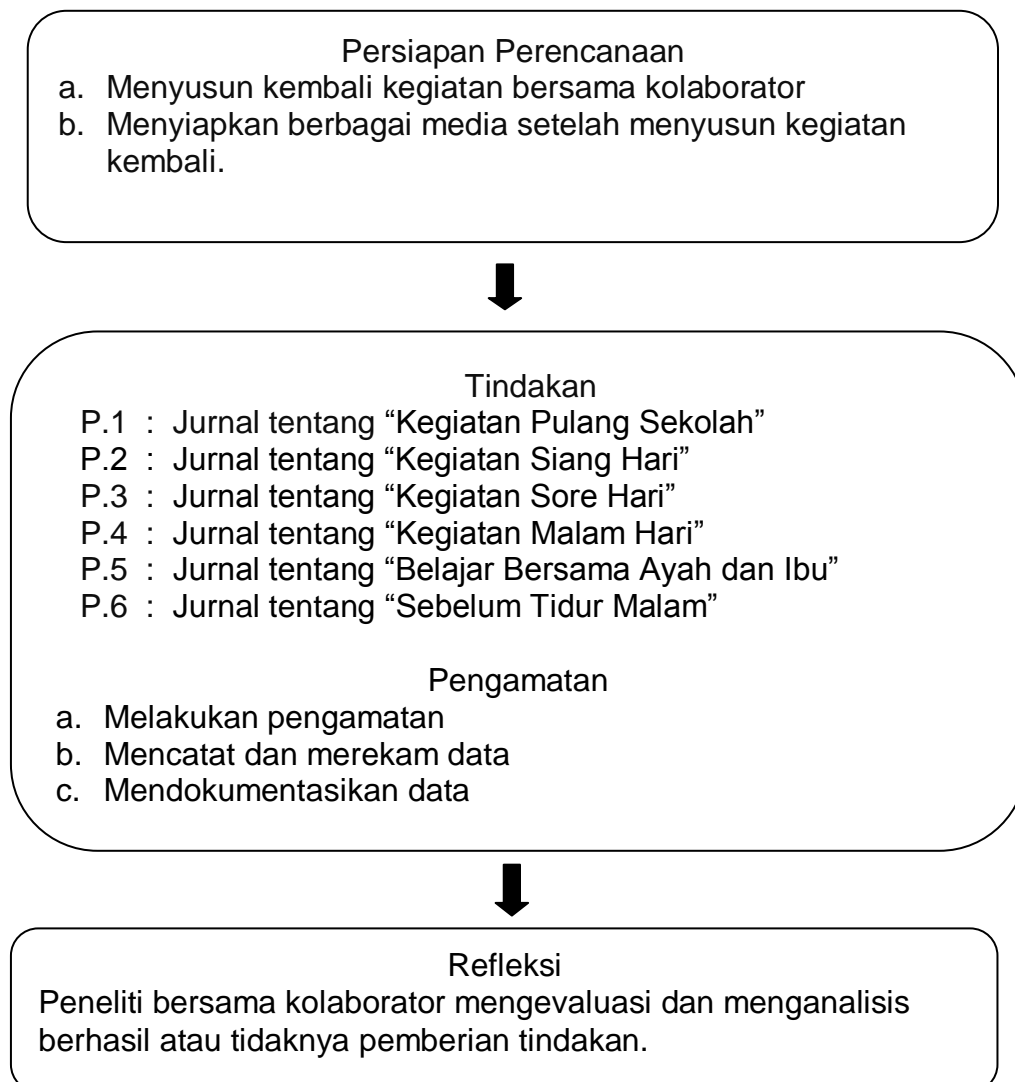 Persiapan Perencanaan
a. Menyusun kembali kegiatan bersama kolaborator
b. Menyiapkan berbagai media setelah menyusun kegiatan
kembali.
Tindakan
P.1 : Jurnal tentang “Kegiatan Pulang Sekolah”
P.2 : Jurnal tentang “Kegiatan Siang Hari”
P.3 : Jurnal tentang “Kegiatan Sore Hari”
P.4 : Jurnal tentang “Kegiatan Malam Hari”
P.5 : Jurnal tentang “Belajar Bersama Ayah dan Ibu”
P.6 : Jurnal tentang “Sebelum Tidur Malam”
Pengamatan
a. Melakukan pengamatan
b. Mencatat dan merekam data
c. Mendokumentasikan data
Refleksi
Peneliti bersama kolaborator mengevaluasi dan menganalisis
berhasil atau tidaknya pemberian tindakan.